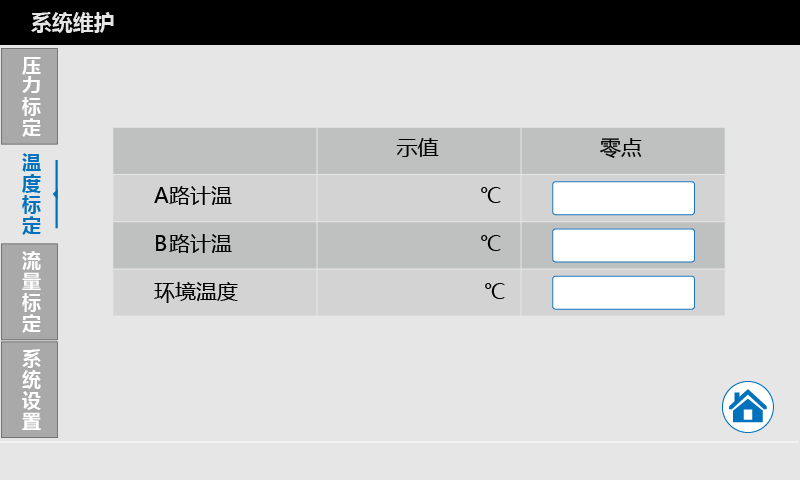 系统维护
压力标定
温度标定
流量标定
系统设置
示值 零点
A路计温 ℃
B路计温 ℃
环境温度 ℃